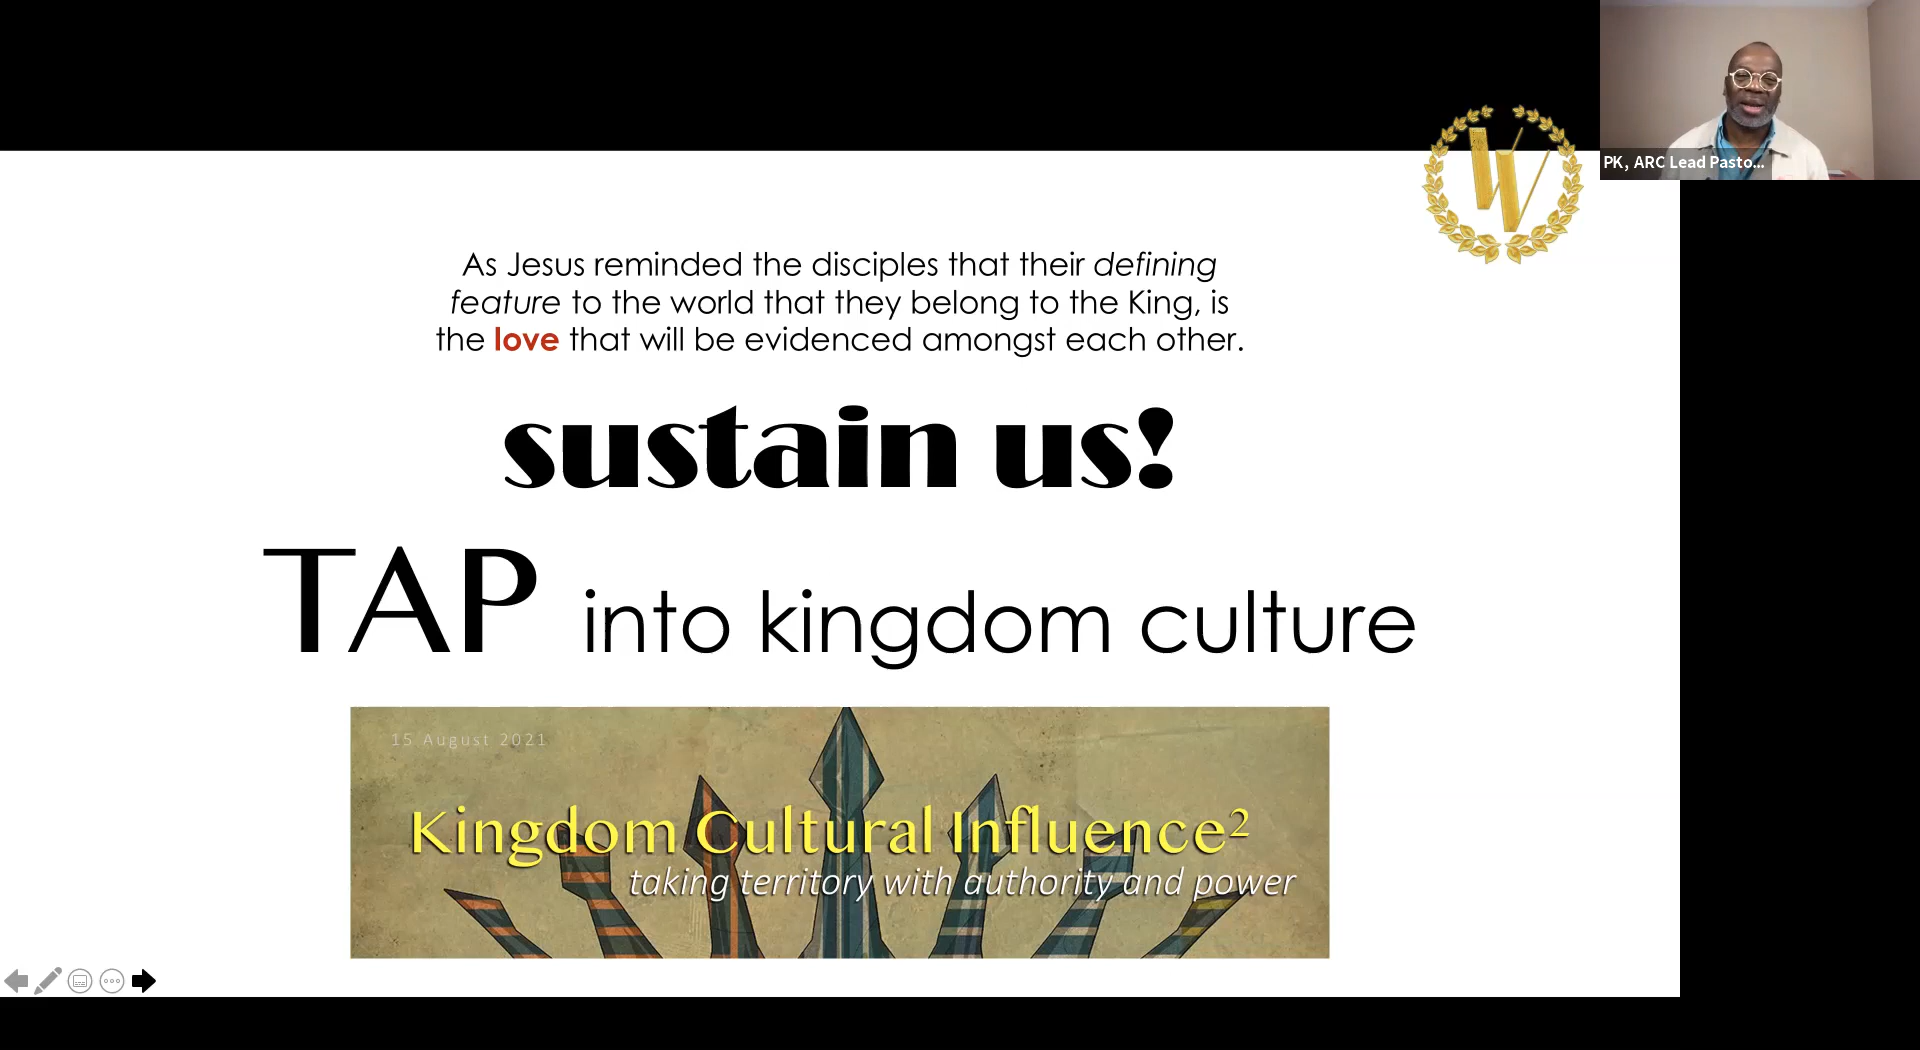 PK, ARC Lead Pasto...
W
As Jesus reminded the disciples that their defining
feature to the world that they belong to the King, is
the love that will be evidenced amongst each other.
sustain us!
TAP into kingdom culture
15 August 2021
Kingdom Cultural Influence²
taking territory with authority and power